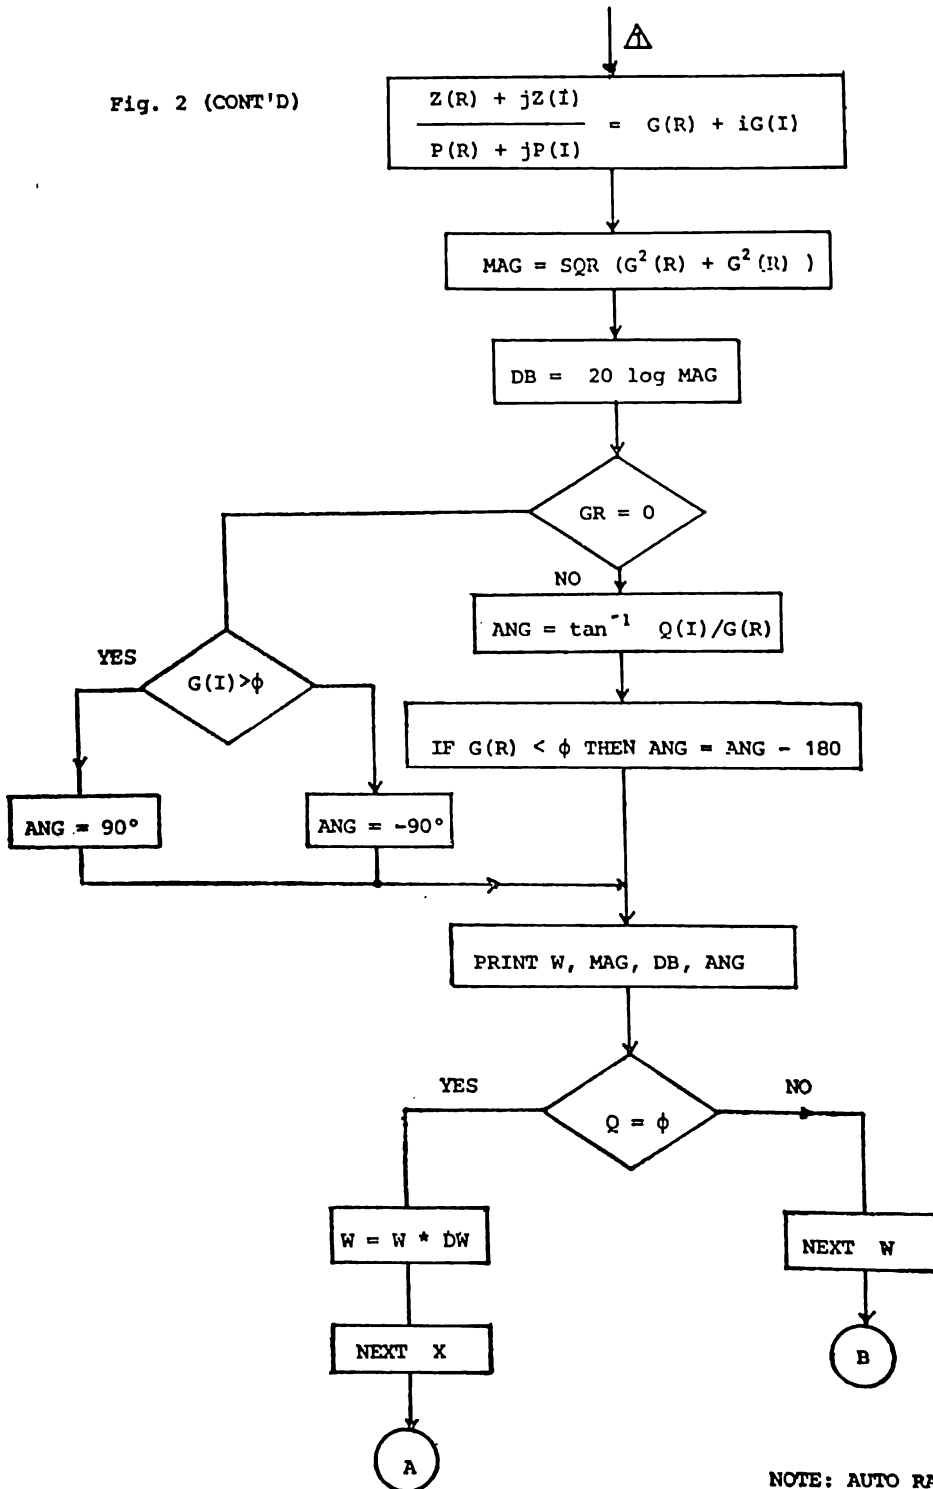 1
Fig. 2 (CONT'D)
Z(R) + jZ(I)
P(R) + jP(I)
= G(R) + iG(I)
MAG = SQR (G²(R) + G²(R) )
DB = 20 log MAG
GR = 0
NO
ANG = tan⁻¹ Q(I)/G(R)
YES
G(I)>ϕ
IF G(R) < ϕ THEN ANG = ANG - 180
ANG = 90°
ANG = -90°
PRINT W, MAG, DB, ANG
YES
NO
Q = ϕ
W = W * DW
NEXT W
NEXT X
B
A
NOTE: AUTO RA